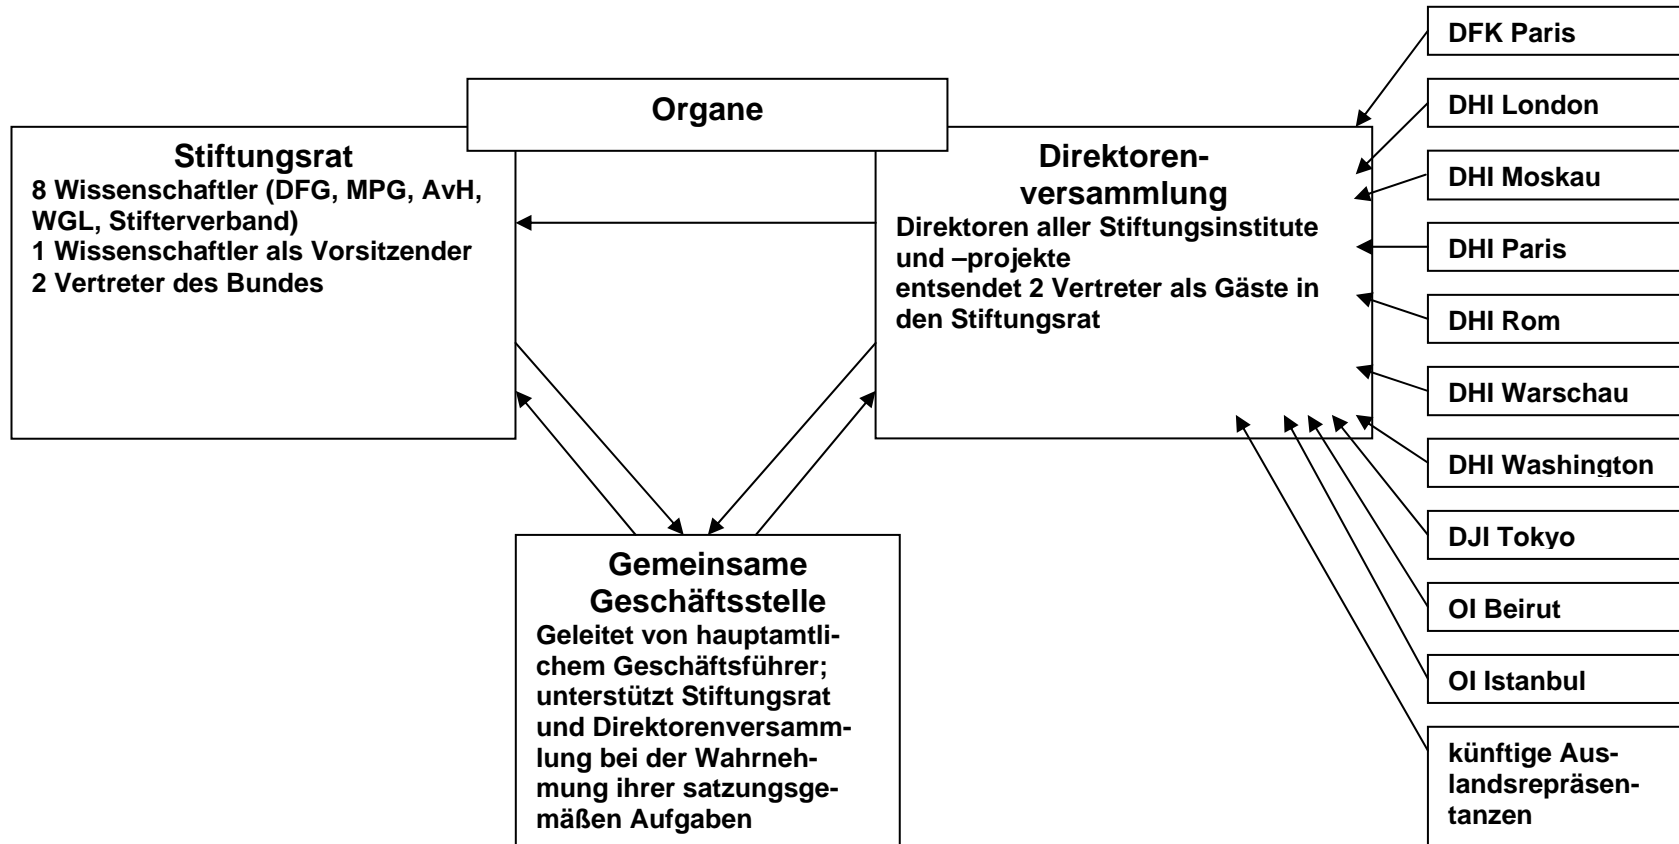 Organe
Stiftungsrat
8 Wissenschaftler (DFG, MPG, AvH,
WGL, Stifterverband)
1 Wissenschaftler als Vorsitzender
2 Vertreter des Bundes
Direktoren-
versammlung
Direktoren aller Stiftungsinstitute
und –projekte
entsendet 2 Vertreter als Gäste in
den Stiftungsrat
Gemeinsame
Geschäftsstelle
Geleitet von hauptamtli-
chem Geschäftsführer;
unterstützt Stiftungsrat
und Direktorenversamm-
lung bei der Wahrneh-
mung ihrer satzungsge-
mäßen Aufgaben
DFK Paris
DHI London
DHI Moskau
DHI Paris
DHI Rom
DHI Warschau
DHI Washington
DJI Tokyo
OI Beirut
OI Istanbul
künftige Aus-
landsrepräsen-
tanzen